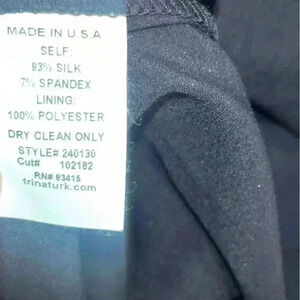 MADE IN U.S.A
SELF:
93% SILK
7% SPANDEX
LINING:
100% POLYESTER
DRY CLEAN ONLY
STYLE# 240130
Cut# 102182
RN# 93415
trinaturk.com